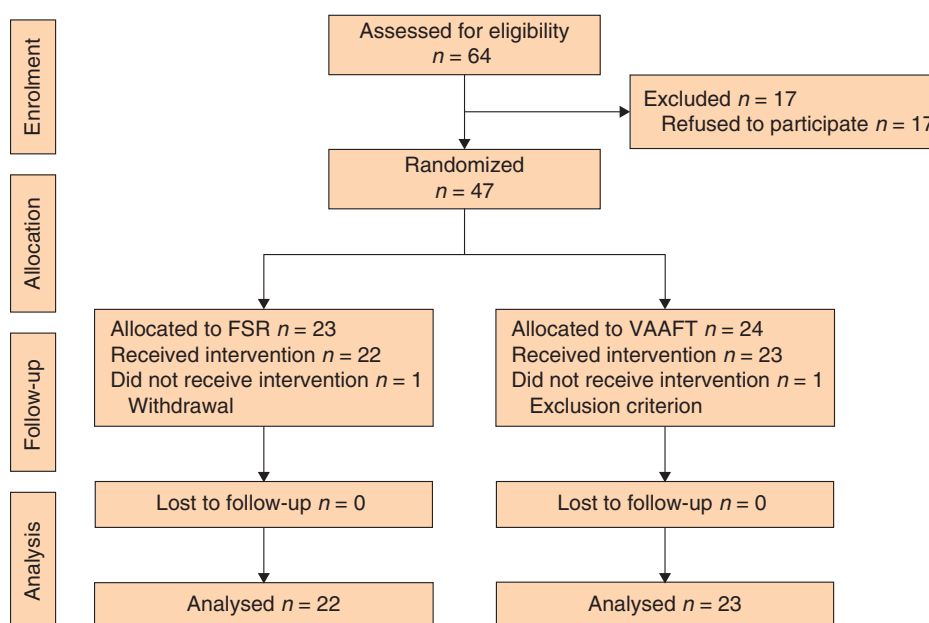 Enrolment
Assessed for eligibility
n = 64
Excluded n = 17
Refused to participate n = 17
Randomized
n = 47
Allocation
Allocated to FSR n = 23
Received intervention n = 22
Did not receive intervention n = 1
Withdrawal
Allocated to VAAFT n = 24
Received intervention n = 23
Did not receive intervention n = 1
Exclusion criterion
Follow-up
Lost to follow-up n = 0
Lost to follow-up n = 0
Analysis
Analysed n = 22
Analysed n = 23